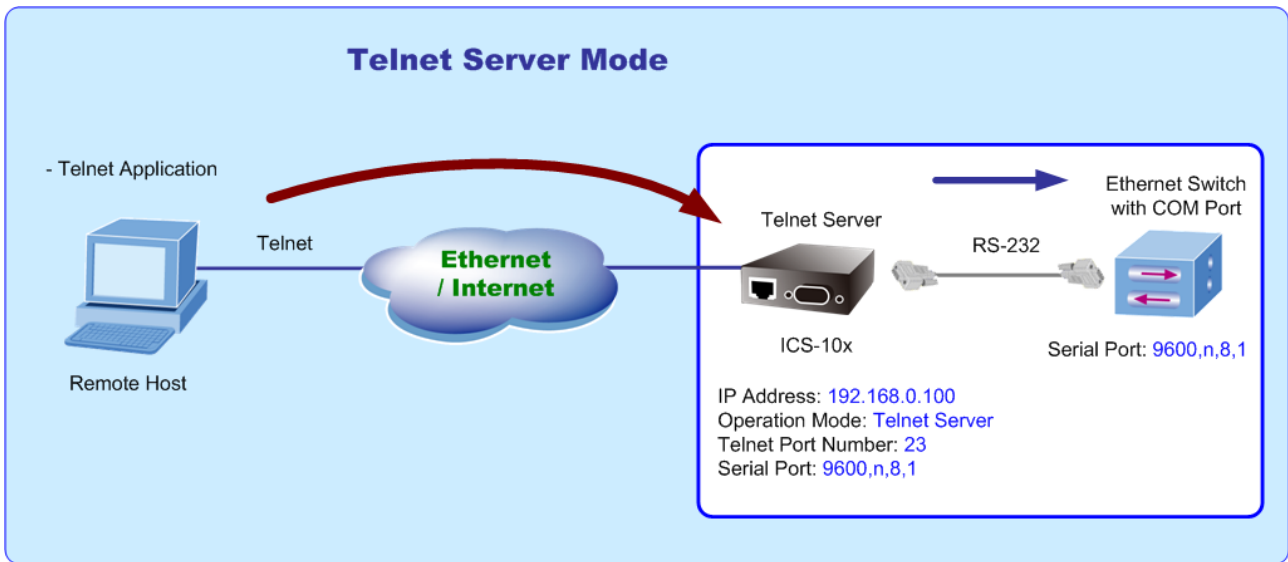 Telnet Server Mode
- Telnet Application
Telnet
Remote Host
Ethernet
/ Internet
Telnet Server
ICS-10x
IP Address: 192.168.0.100
Operation Mode: Telnet Server
Telnet Port Number: 23
Serial Port: 9600,n,8,1
RS-232
Ethernet Switch
with COM Port
Serial Port: 9600,n,8,1